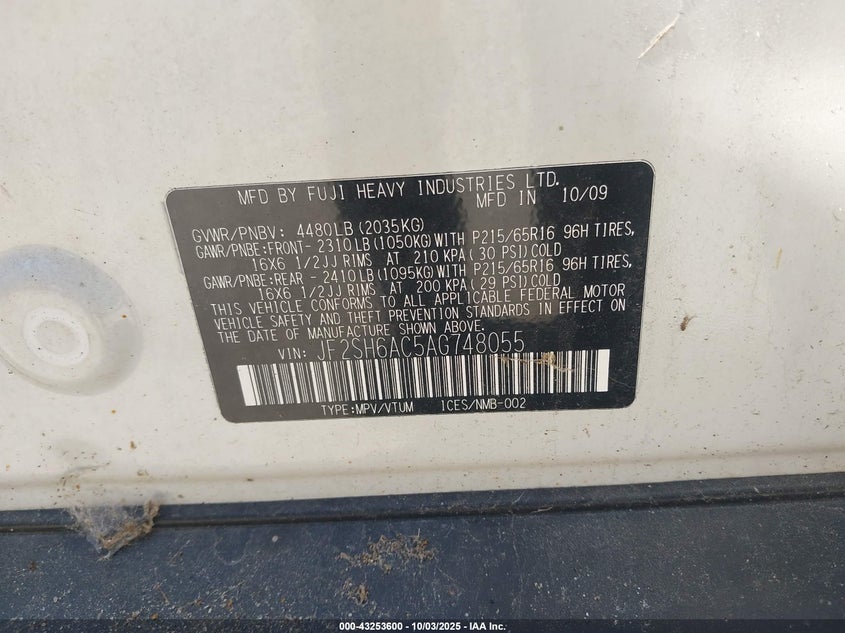 MFD BY FUJI HEAVY INDUSTRIES LTD.
MFD IN 10/09
GVWR/PNBV: 4480LB(2035KG)
GAWR/PNBE:FRONT-2310LB(1050KG)WITH P215/65R16 96H TIRES,
16X6 1/2JJ RIMS AT 210 KPA(30 PSI)COLD
GAWR/PNBE:REAR -2410LB(1095KG)WITH P215/65R16 96H TIRES,
16X6 1/2JJ RIMS AT 200 KPA(29 PSI)COLD
THIS VEHICLE CONFORMS TO ALL APPLICABLE FEDERAL MOTOR
VEHICLE SAFETY AND THEFT PREVENTION STANDARDS IN EFFECT ON
THE DATE OF MANUFACTURE SHOWN ABOVE.
VIN: JF2SH6AC5AG748055
TYPE:MPV/VTUM ICES/NMB-002
000-43253600 | 10/03/2025 | IAA Inc.